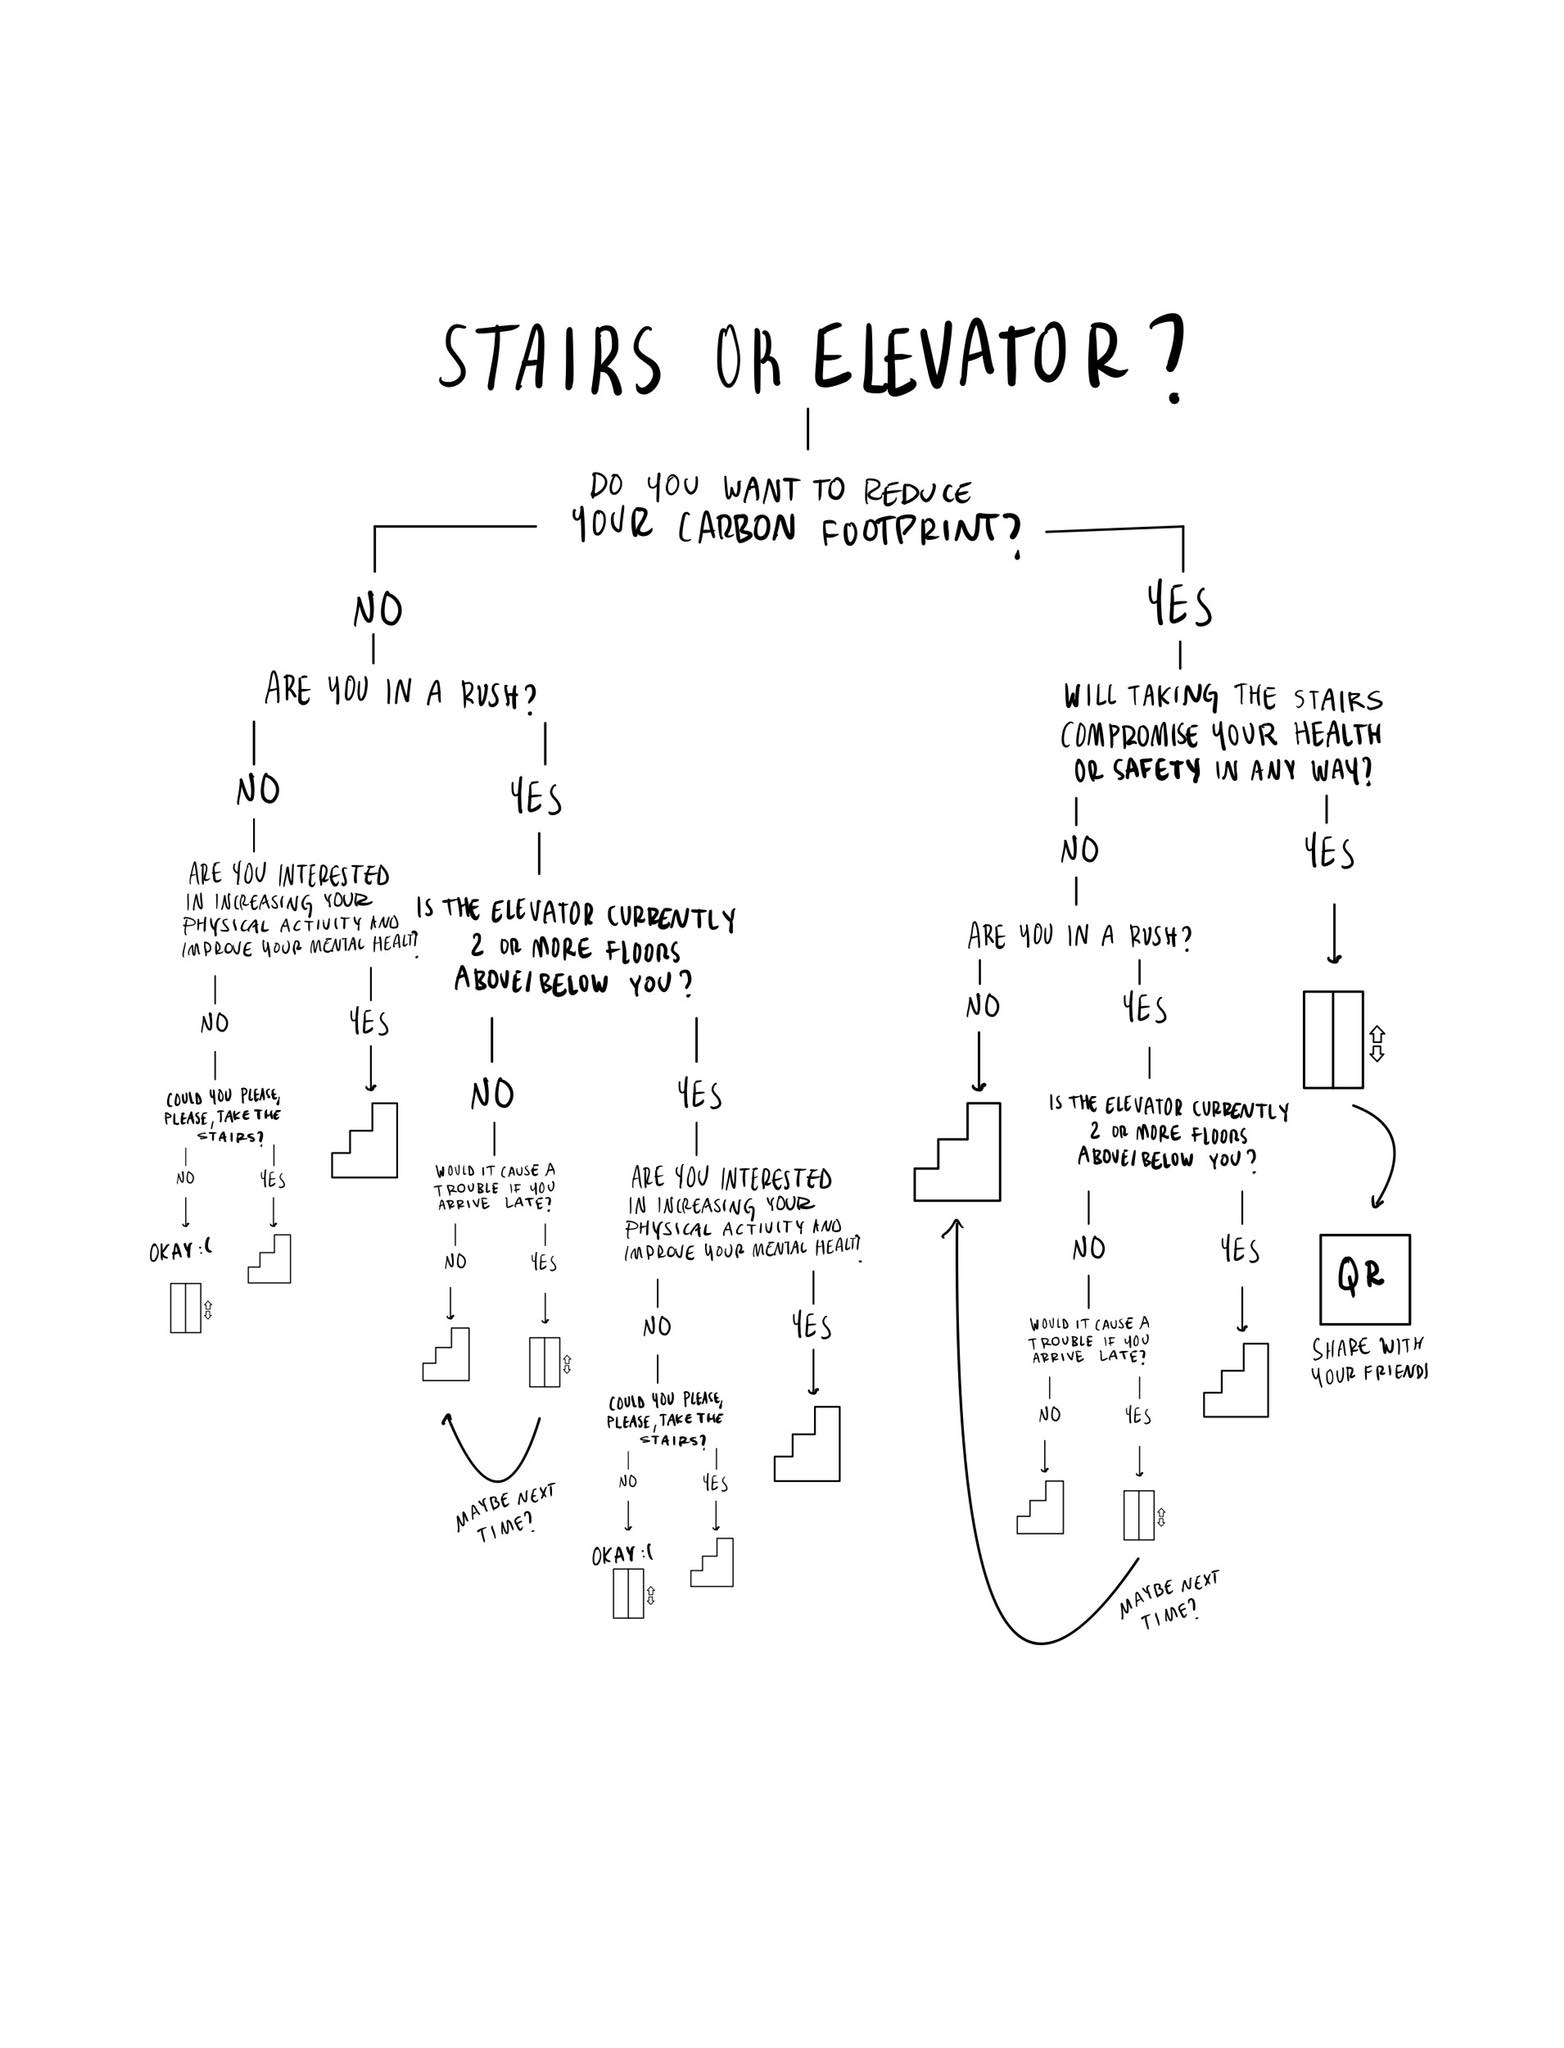 STAIRS OR ELEVATOR?
DO YOU WANT TO REDUCE
YOUR CARBON FOOTPRINT?
NO
ARE YOU IN A RUSH?
NO
ARE YOU INTERESTED
IN INCREASING YOUR
PHYSICAL ACTIVITY AND
IMPROVE YOUR MENTAL HEALT?
NO
COULD YOU PLEASE,
PLEASE, TAKE THE
STAIRS?
NO
OKAY :(
YES
YES
YES
IS THE ELEVATOR CURRENTLY
2 OR MORE FLOORS
ABOVE/BELOW YOU?
NO
WOULD IT CAUSE A
TROUBLE IF YOU
ARRIVE LATE?
NO
YES
MAYBE NEXT
TIME?
YES
ARE YOU INTERESTED
IN INCREASING YOUR
PHYSICAL ACTIVITY AND
IMPROVE YOUR MENTAL HEALT?
NO
COULD YOU PLEASE,
PLEASE, TAKE THE
STAIRS?
NO
OKAY :(
YES
YES
YES
WILL TAKING THE STAIRS
COMPROMISE YOUR HEALTH
OR SAFETY IN ANY WAY?
NO
ARE YOU IN A RUSH?
NO
YES
IS THE ELEVATOR CURRENTLY
2 OR MORE FLOORS
ABOVE/BELOW YOU?
NO
WOULD IT CAUSE A
TROUBLE IF YOU
ARRIVE LATE?
NO
YES
MAYBE NEXT
TIME?
YES
YES
QR
SHARE WITH
YOUR FRIENDS